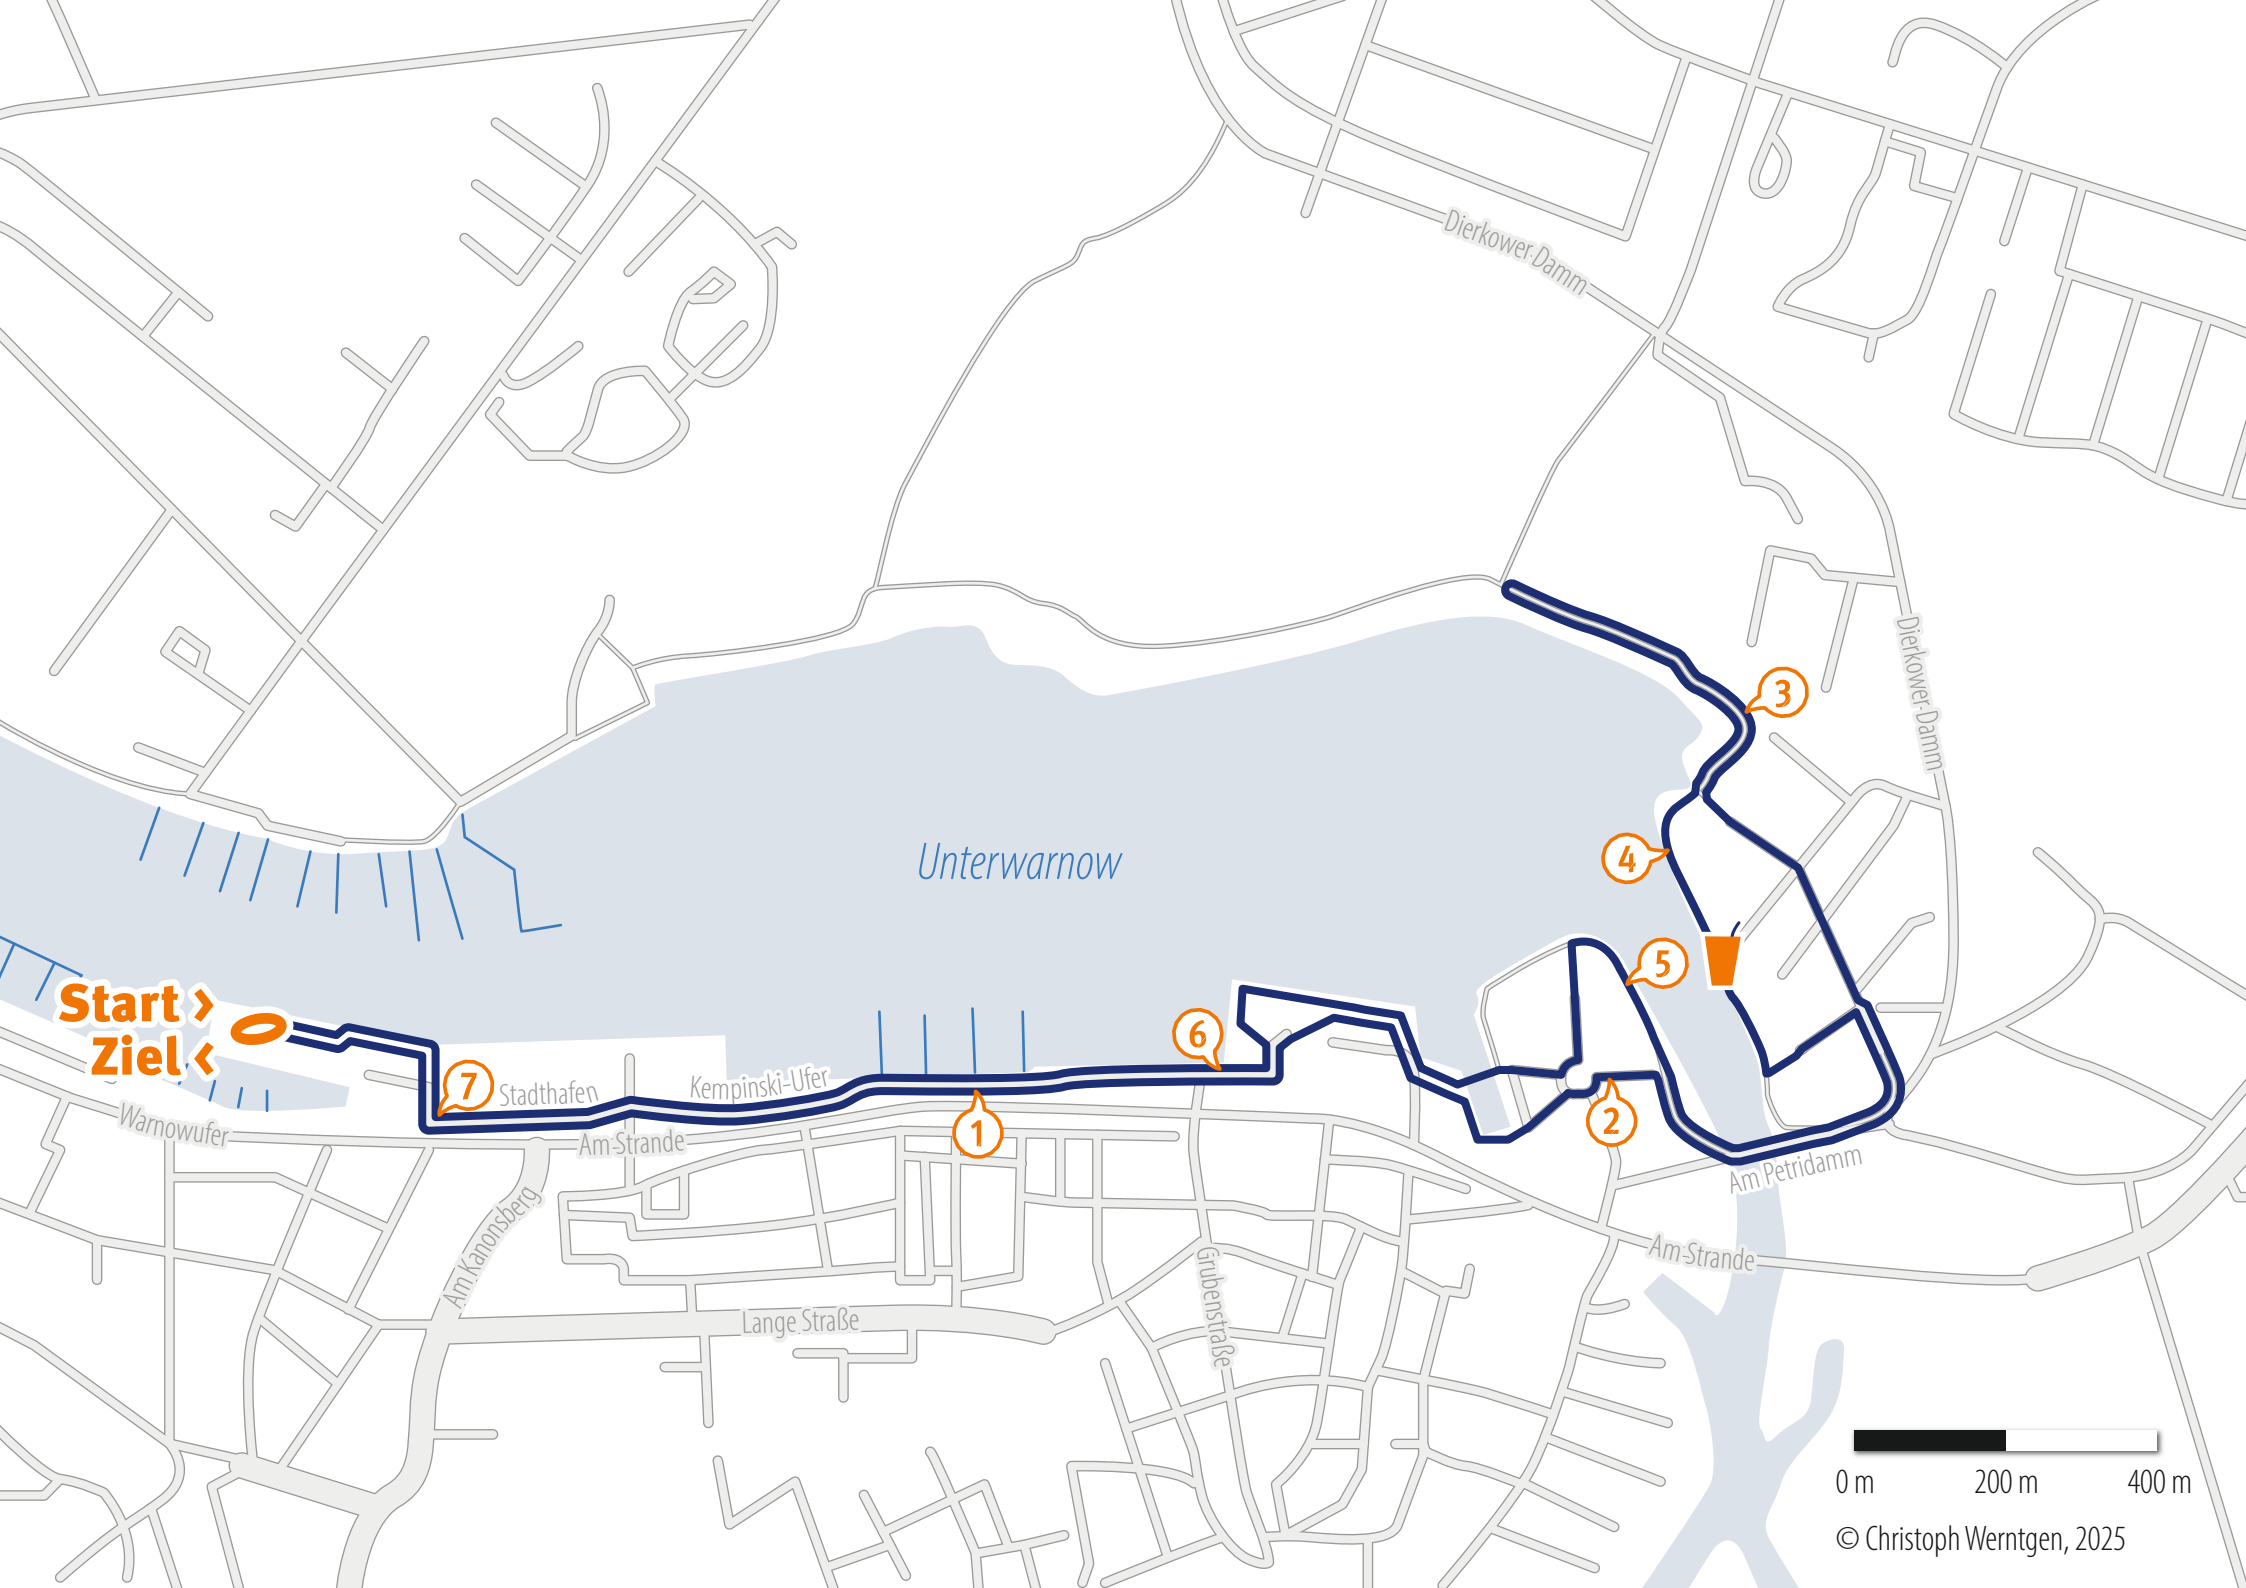 Dierkower-Damm
Dierkower-Damm
3
4
Unterwarnow
5
Start ›
Ziel ‹
6
7
Stadthafen
Kempinski-Ufer
Warnowufer
Am-Strande
1
2
Am Petridamm
Am Kanonsberg
Grubenstraße
Am-Strande
Lange Straße
0 m
200 m
400 m
© Christoph Werntgen, 2025